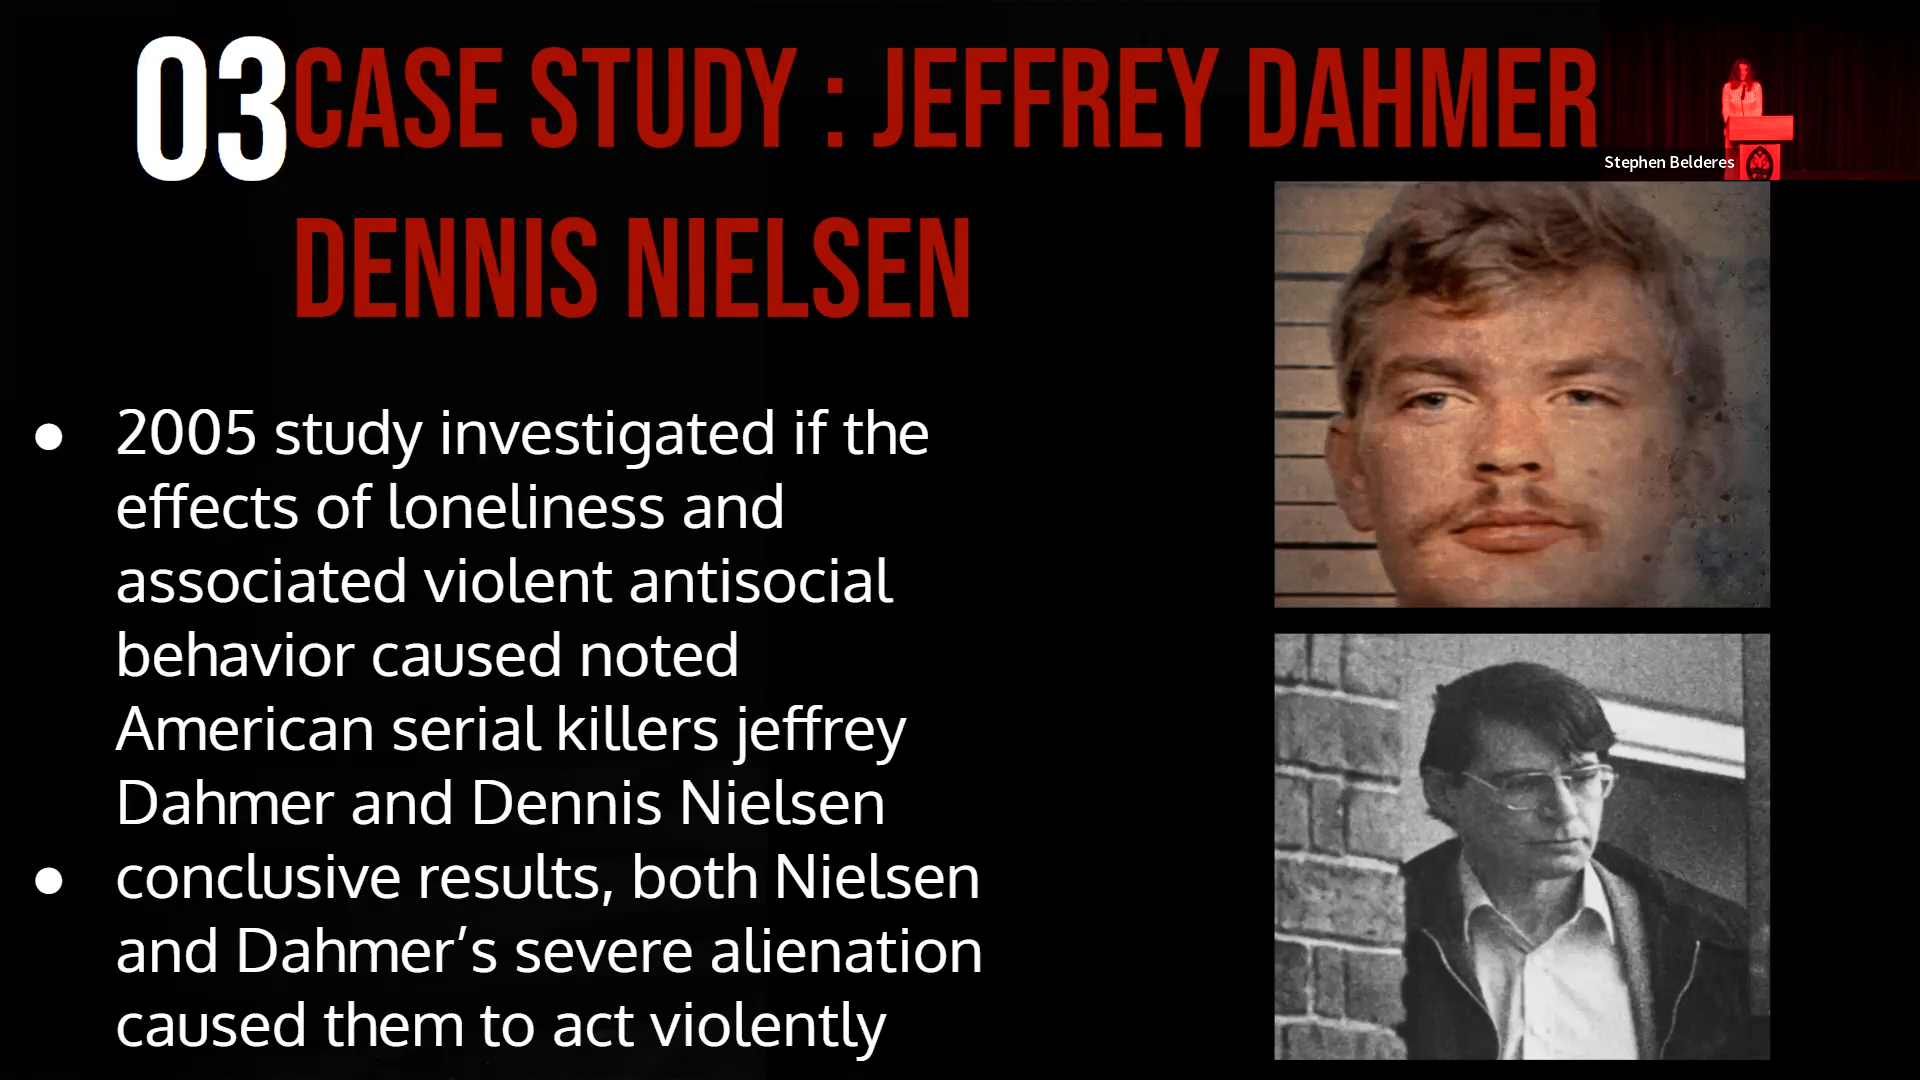 03 CASE STUDY : JEFFREY DAHMER
Stephen Belderes
DENNIS NIELSEN
● 2005 study investigated if the
effects of loneliness and
associated violent antisocial
behavior caused noted
American serial killers jeffrey
Dahmer and Dennis Nielsen
● conclusive results, both Nielsen
and Dahmer’s severe alienation
caused them to act violently